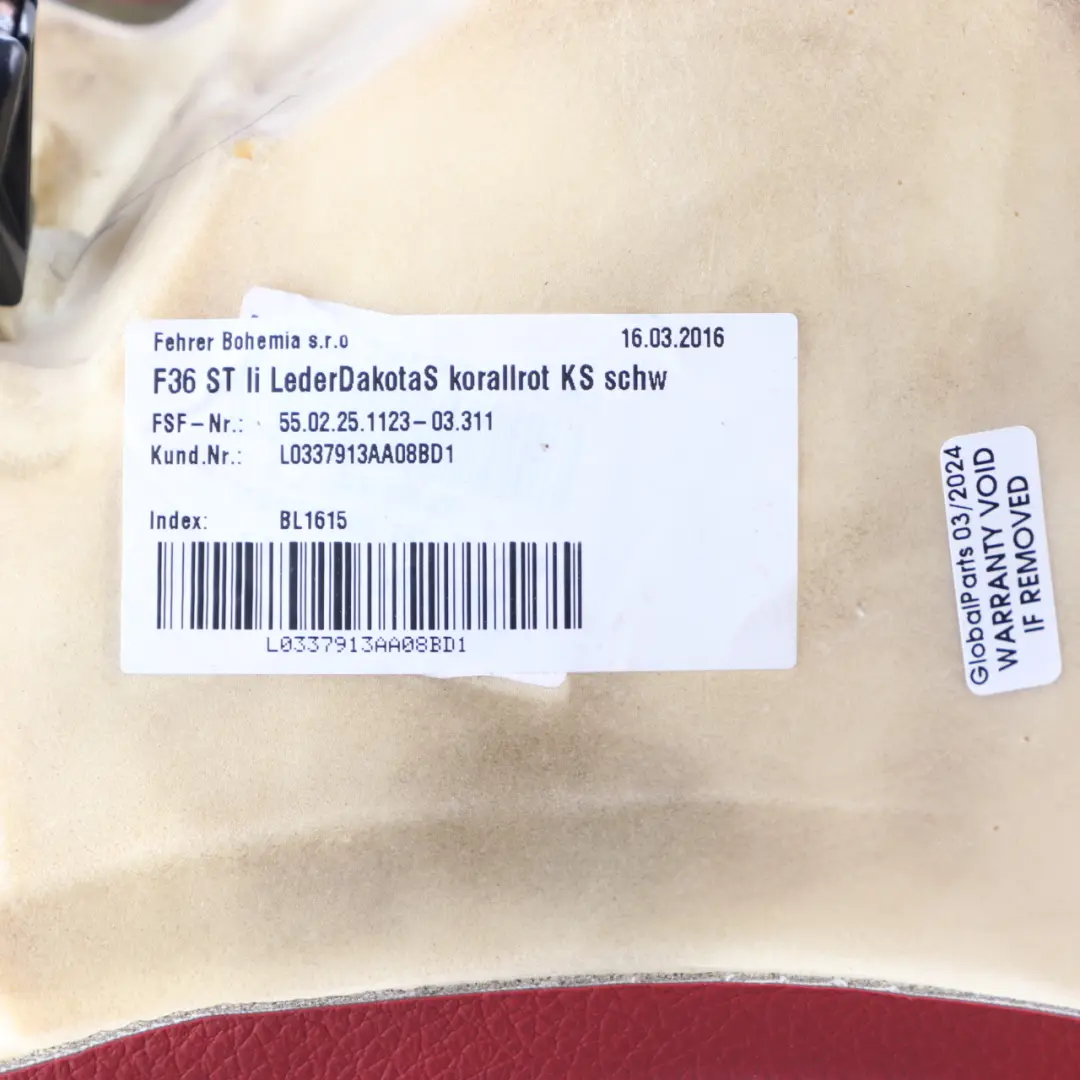 Fehrer Bohemia s.r.o 16.03.2016
F36 ST li LederDakotaS korallrot KS schw
FSF-Nr.: 55.02.25.1123-03.311
Kund.Nr.: L0337913AA08BD1
Index: BL1615
L0337913AA08BD1
GlobalParts 03/2024
WARRANTY VOID
IF REMOVED